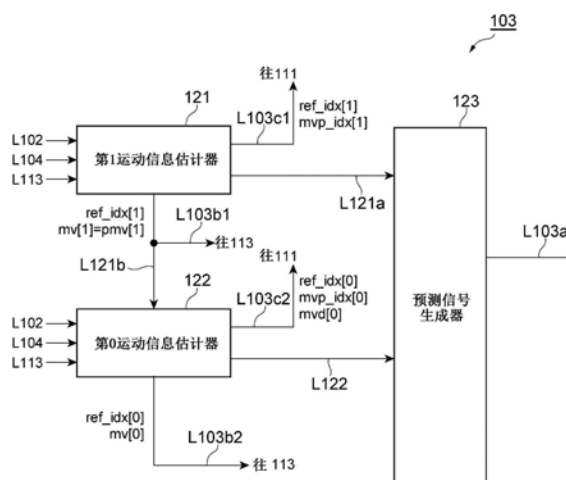 103
往111
121
ref_idx[1]
mvp_idx[1]
123
L103c1
L102
L104
L113
第1运动信息估计器
L121a
ref_idx[1]
mv[1]=pmv[1]
L103b1
往113
L121b
往111
L103a
122
ref_idx[0]
mvp_idx[0]
mvd[0]
L103c2
预测信号
生成器
L102
L104
L113
第0运动信息估计器
L122
ref_idx[0]
mv[0]
L103b2
往 113